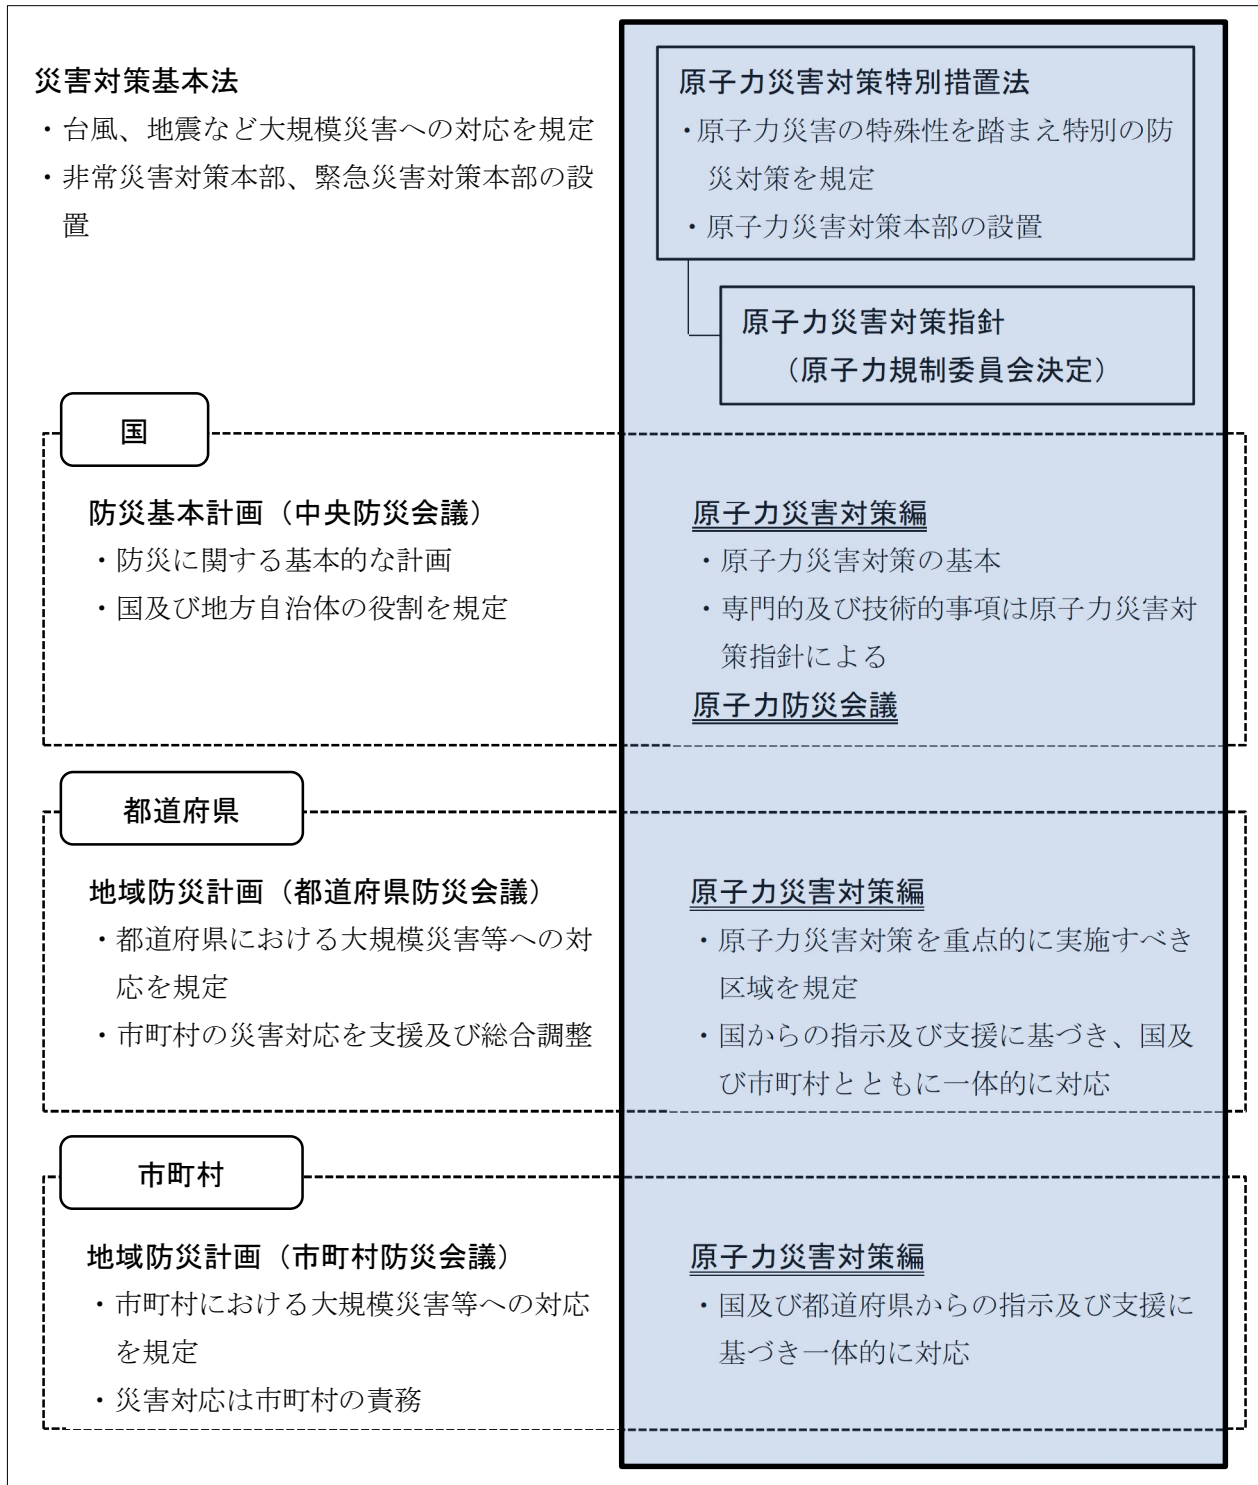 災害対策基本法
・台風、地震など大規模災害への対応を規定
・非常災害対策本部、緊急災害対策本部の設
置
原子力災害対策特別措置法
・原子力災害の特殊性を踏まえ特別の防
災対策を規定
・原子力災害対策本部の設置
原子力災害対策指針
（原子力規制委員会決定）
国
防災基本計画（中央防災会議）
・防災に関する基本的な計画
・国及び地方自治体の役割を規定
原子力災害対策編
・原子力災害対策の基本
・専門的及び技術的事項は原子力災害対
策指針による
原子力防災会議
都道府県
地域防災計画（都道府県防災会議）
・都道府県における大規模災害等への対
応を規定
・市町村の災害対応を支援及び総合調整
原子力災害対策編
・原子力災害対策を重点的に実施すべき
区域を規定
・国からの指示及び支援に基づき、国及
び市町村とともに一体的に対応
市町村
地域防災計画（市町村防災会議）
・市町村における大規模災害等への対応
を規定
・災害対応は市町村の責務
原子力災害対策編
・国及び都道府県からの指示及び支援に
基づき一体的に対応